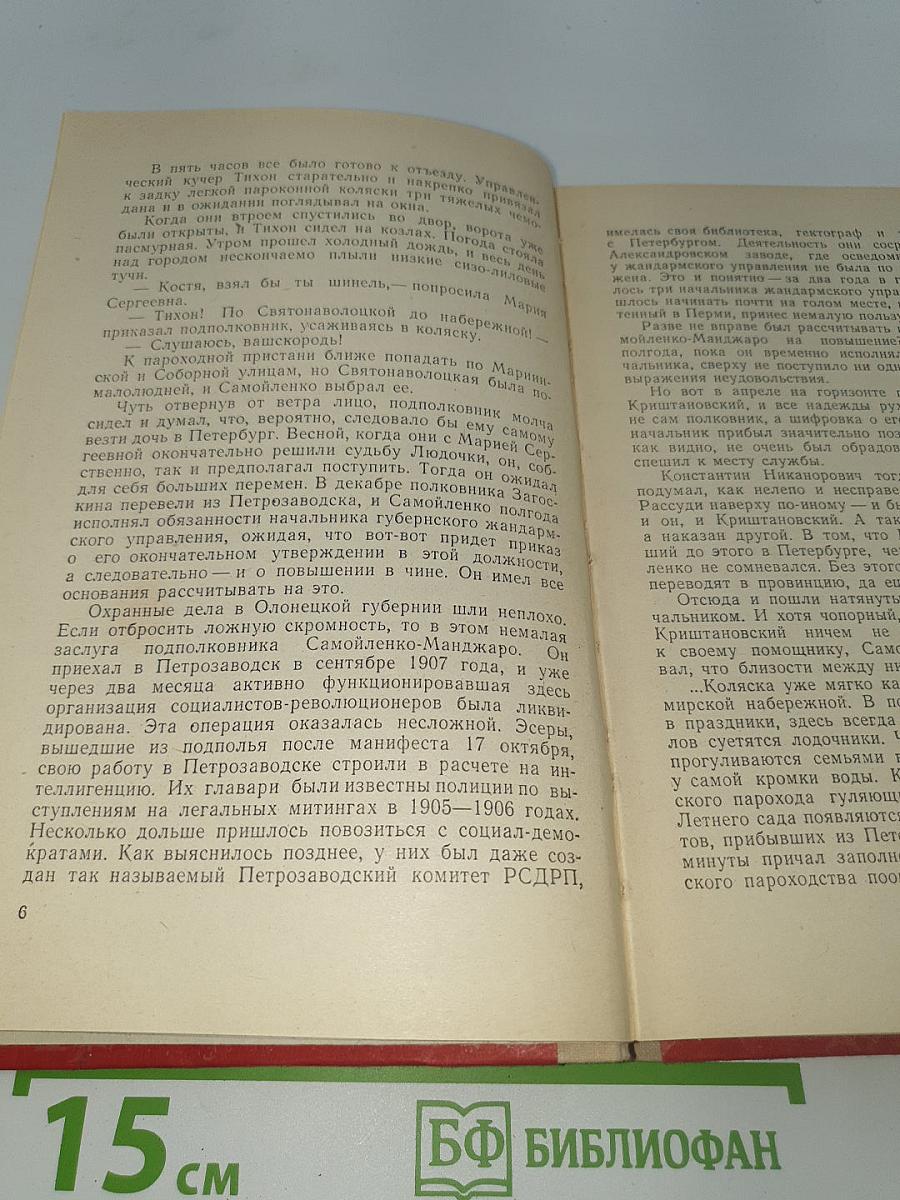 В пять часов все было готово к отъезду. Управлен-
ческий кучер Тихон старательно и накрепко привязал
к задку легкой пароконной коляски три тяжелых чемо-
дана и в ожидании поглядывал на окна.
Когда они втроем спустились во двор, ворота уже
были открыты, и Тихон сидел на козлах. Погода стояла
пасмурная. Утром прошел холодный дождь, и весь день
над городом нескончаемо плыли низкие сизо-лиловые
тучи.
— Костя, взял бы ты шинель,— попросила Мария
Сергеевна.
— Тихон! По Святонаволоцкой до набережной! —
приказал подполковник, усаживаясь в коляску.
— Слушаюсь, вашскородь!
К пароходной пристани ближе попадать по Мариин-
ской и Соборной улицам, но Святонаволоцкая была по-
малолюдней, и Самойленко выбрал ее.
Чуть отвернув от ветра лицо, подполковник молча
сидел и думал, что, вероятно, следовало бы ему самому
везти дочь в Петербург. Весной, когда они с Марией Сер-
геевной окончательно решили судьбу Людочки, он, соб-
ственно, так и предполагал поступить. Тогда он ожидал
для себя больших перемен. В декабре полковника Загос-
кина перевели из Петрозаводска, и Самойленко полгода
исполнял обязанности начальника губернского жандарм-
ского управления, ожидая, что вот-вот придет приказ
о его окончательном утверждении в этой должности,
а следовательно — и о повышении в чине. Он имел все
основания рассчитывать на это.
Охранные дела в Олонецкой губернии шли неплохо.
Если отбросить ложную скромность, то в этом немалая
заслуга подполковника Самойленко-Манджаро. Он
приехал в Петрозаводск в сентябре 1907 года, и уже
через два месяца активно функционировавшая здесь
организация социалистов-революционеров была ликви-
дирована. Эта операция оказалась несложной. Эсеры,
вышедшие из подполья после манифеста 17 октября,
свою работу в Петрозаводске строили в расчете на ин-
теллигенцию. Их главари были известны полиции по вы-
ступлениям на легальных митингах в 1905—1906 годах.
Несколько дольше пришлось повозиться с социал-демо-
кратами. Как выяснилось позднее, у них был даже соз-
дан так называемый Петрозаводский комитет РСДРП,
6
имелась своя библиотека, гектограф и
с Петербургом. Деятельность они соср
Александровском заводе, где осведоми
у жандармского управления не была по
жена. Это и понятно — за два года в г
лось три начальника жандармского упра
шлось начинать почти на голом месте,
тенный в Перми, принес немалую пользу
Разве не вправе был рассчитывать
мойленко-Манджаро на повышение?
полгода, пока он временно исполнял
чальника, сверху не поступило ни одн
выражения неудовольствия.
Но вот в апреле на горизонте
Криштановский, и все надежды рух
не сам полковник, а шифровка о его
начальник прибыл значительно поз
как видно, не очень был обрадов
спешил к месту службы.
Константин Никанорович тогд
подумал, как нелепо и несправе
Рассуди наверху по-иному — и бы
и он, и Криштановский. А так
а наказан другой. В том, что
ший до этого в Петербурге, че
ленко не сомневался. Без этого
переводят в провинцию, да ещ
Отсюда и пошли натянуты
чальником. И хотя чопорный,
Криштановский ничем не
к своему помощнику, Само
вал, что близости между ни
...Коляска уже мягко ка
мирской набережной. В по
в праздники, здесь всегда
лов суетятся лодочники. Ч
прогуливаются семьями
у самой кромки воды. К
ского парохода гуляющ
Летнего сада появляются
тов, прибывших из Пете
минуты причал заполн
ского пароходства поо
15 см
БФ БИБЛИОФАН